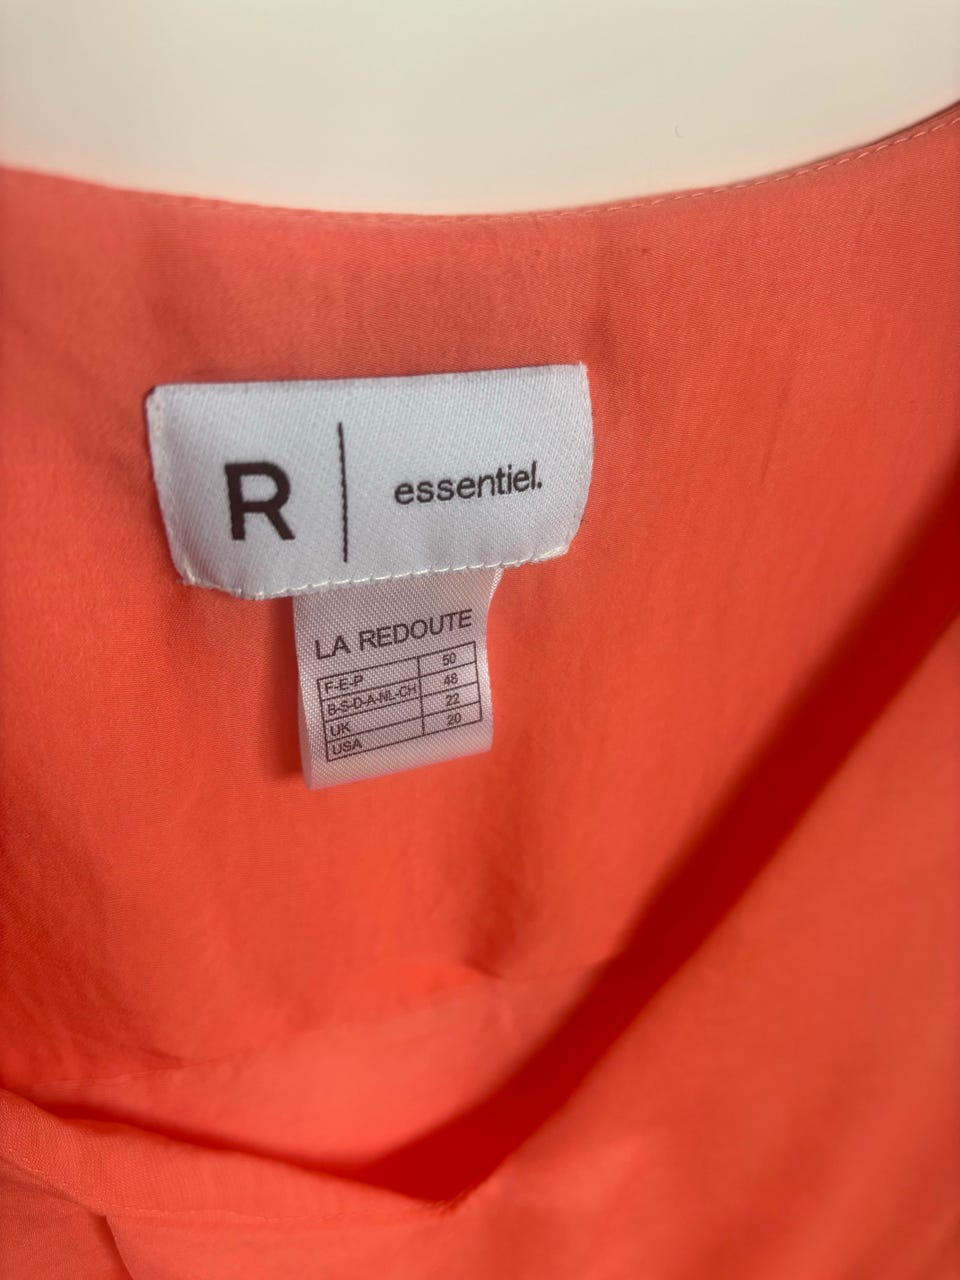 R | essentiel.
LA REDOUTE
F-E-P 50
B-S-D-A-NL-CH 48
UK 22
USA 20